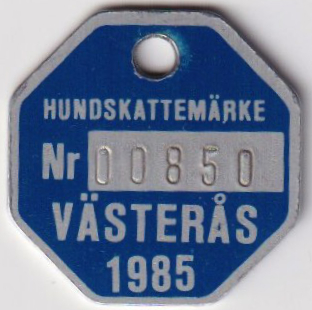 HUNDSKATTEMÄRKE
Nr 00850
VÄSTERÅS
1985